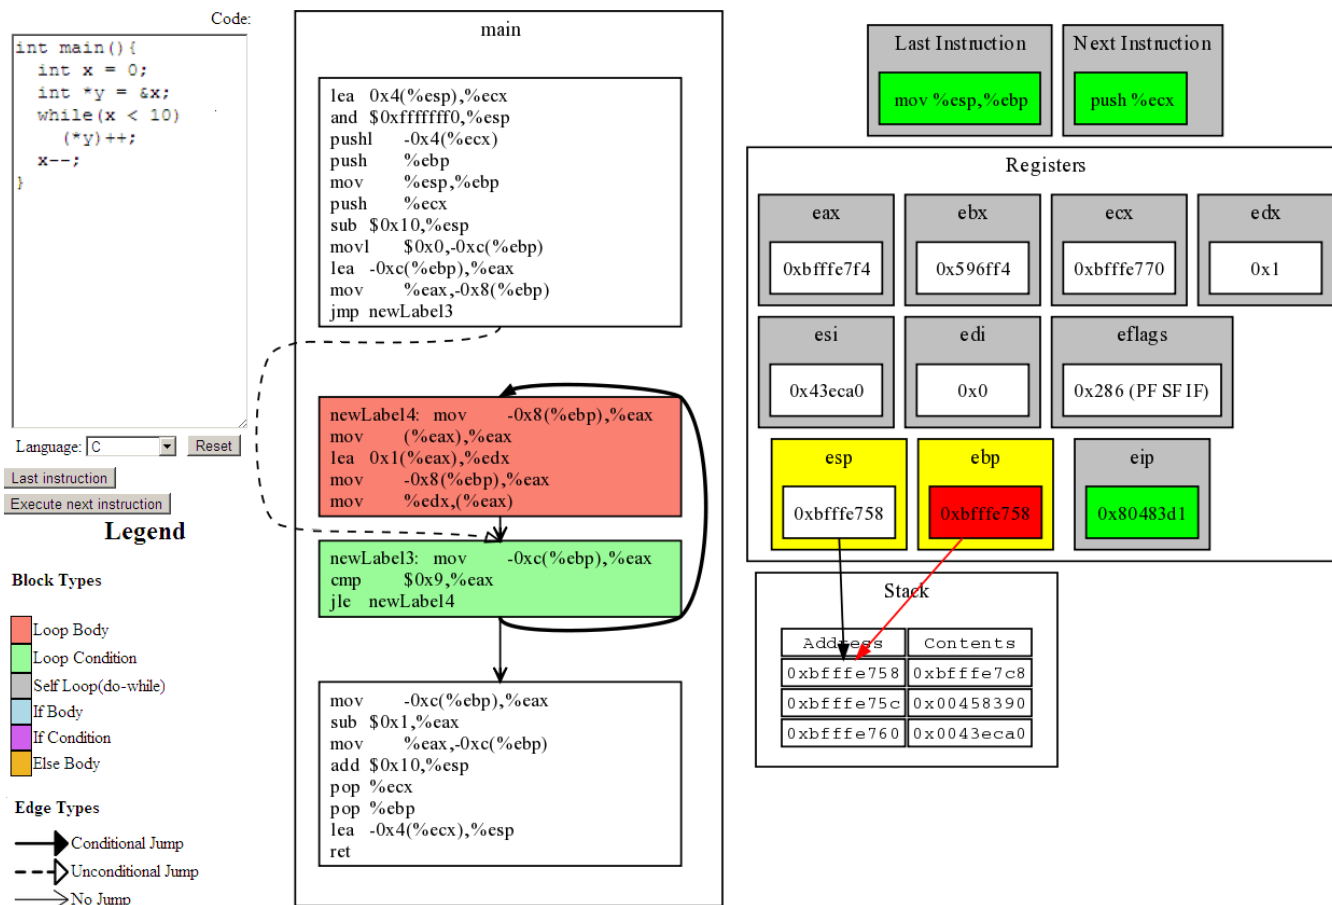 Code:
int main(){
int x = 0;
int *y = &x;
while(x < 10)
(*y)++;
x--;
}
Language: C Reset
Last instruction
Execute next instruction
Legend
Block Types
Loop Body
Loop Condition
Self Loop(do-while)
If Body
If Condition
Else Body
Edge Types
Conditional Jump
Unconditional Jump
No Jump
main
lea 0x4(%esp),%ecx
and $0xfffffff0,%esp
pushl -0x4(%ecx)
push %ebp
mov %esp,%ebp
push %ecx
sub $0x10,%esp
movl $0x0,-0xc(%ebp)
lea -0xc(%ebp),%eax
mov %eax,-0x8(%ebp)
jmp newLabel3
newLabel4: mov -0x8(%ebp),%eax
mov (%eax),%eax
lea 0x1(%eax),%edx
mov -0x8(%ebp),%eax
mov %edx,(%eax)
newLabel3: mov -0xc(%ebp),%eax
cmp $0x9,%eax
jle newLabel4
mov -0xc(%ebp),%eax
sub $0x1,%eax
mov %eax,-0xc(%ebp)
add $0x10,%esp
pop %ecx
pop %ebp
lea -0x4(%ecx),%esp
ret
Last Instruction
mov %esp,%ebp
Next Instruction
push %ecx
Registers
eax
0xbfffe7f4
ebx
0x596ff4
ecx
0xbfffe770
edx
0x1
esi
0x43eca0
edi
0x0
eflags
0x286 (PF SF IF)
esp
0xbfffe758
ebp
0xbfffe758
eip
0x80483d1
Stack
Address Contents
0xbfffe758 0xbfffe7c8
0xbfffe75c 0x00458390
0xbfffe760 0x0043eca0